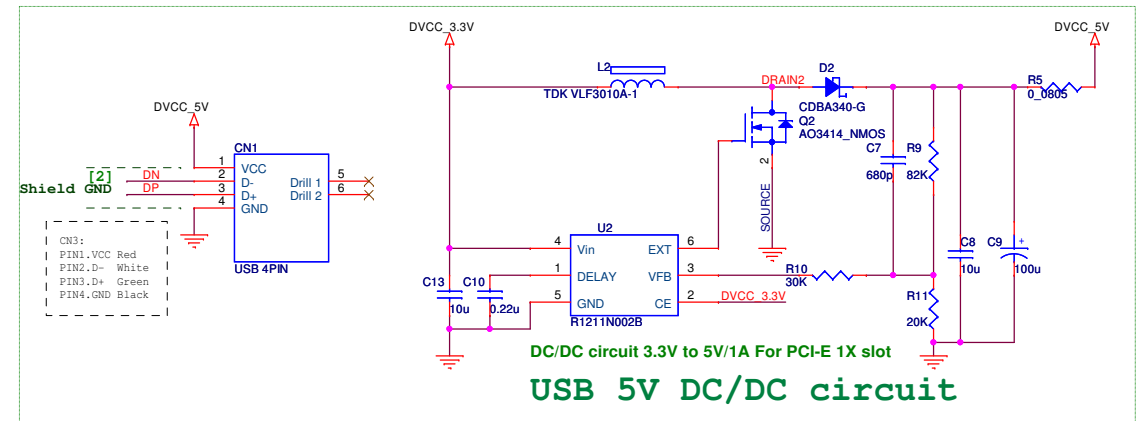 DVCC_3.3V
DVCC_5V
L2
TDK VLF3010A-1
DRAIN2
D2
CDBA340-G
R5
0_0805
Q2
AO3414_NMOS
DVCC_5V
CN1
1 VCC
[2] DN 2 D- Drill 1 5
Shield GND DP 3 D+ Drill 2 6
4 GND
USB 4PIN
CN3:
PIN1.VCC Red
PIN2.D- White
PIN3.D+ Green
PIN4.GND Black
C7
680p
R9
82K
2
SOURCE
U2
4 Vin EXT 6
1 DELAY VFB 3
5 GND CE 2 DVCC_3.3V
R1211N002B
R10
30K
C13
10u
C10
0.22u
C8
10u
C9
+
100u
R11
20K
DC/DC circuit 3.3V to 5V/1A For PCI-E 1X slot
USB 5V DC/DC circuit